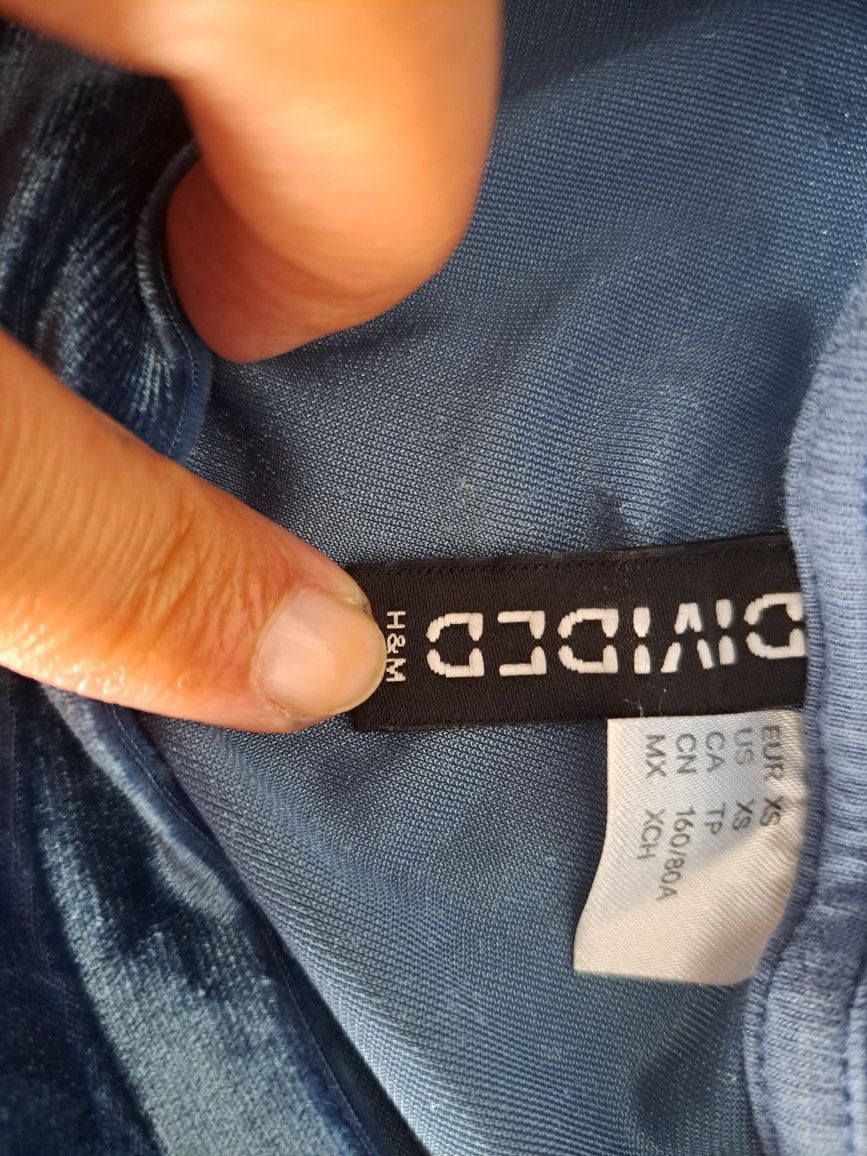 DIVIDED
H&M
EUR XS
US XS
CA TP
CN 160/80A
MX XCH